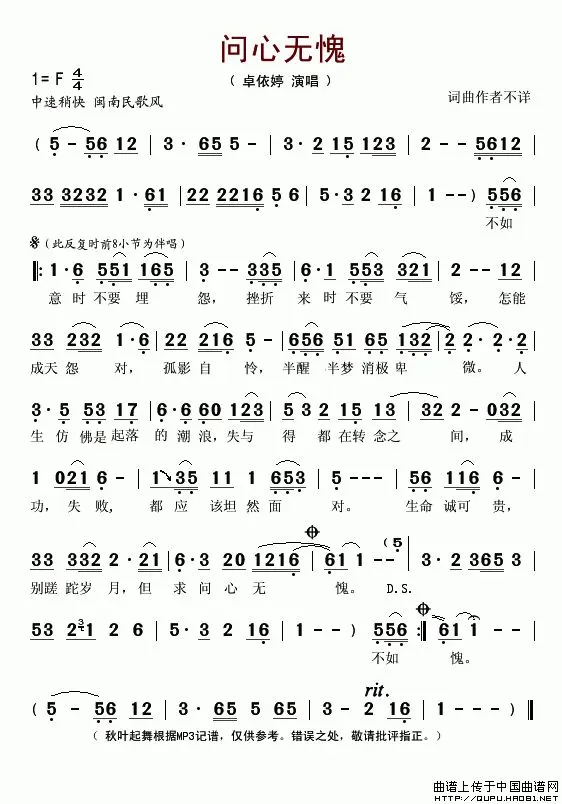 问心无愧
1= F 4/4
( 卓依婷 演唱 )
中速稍快 闽南民歌风
词曲作者不详
( 5 - 56 12 | 3 · 65 5 | 3 · 2 15 123 | 2 - - 5612 |
33 3232 1 · 61 | 22 2216 5 6 | 5 · 3 2 16 | 1 - - ) 556 |
不如
(此反复时前8小节为伴唱)
‖: 1 · 6 551 165 | 3 - - 335 | 6 · 1 553 321 | 2 - - 12 |
意时不要埋 怨, 挫折 来时不要气 馁, 怎能
33 232 1 · 6 | 22 216 5 - | 656 51 65 132 | 2 2 · 2 · 2 |
成天怨 对, 孤影自 怜, 半醒半梦消极卑 微。 人
3 · 5 53 17 | 6 · 6 60 123 | 5 3 2 15 13 | 32 2 - 032 |
生仿佛是起落 的潮浪,失与 得都在转念之 间, 成
1 021 6 - | 1 35 11 1 653 | 5 - - - | 56 116 6 - |
功, 失败, 都应该坦然面 对。 生命诚可贵,
33 332 2 · 21 | 6 · 3 20 1216 | 61 1 - - ( 5 | 3 · 2 365 3 |
别蹉跎岁月,但 求问心无 愧。 D.S.
53 2 3 1 2 6 | 5 · 3 2 16 | 1 - - ) | 556 :‖ 61 1 - - |
不如 愧。
rit.
( 5 - 56 12 | 3 · 65 5 | 3 · 2 16 | 1 - - - ) ‖
( 秋叶起舞根据MP3记谱,仅供参考。错误之处,敬请批评指正。)
曲谱上传于中国曲谱网
@http://QUPU.HAO81.NET